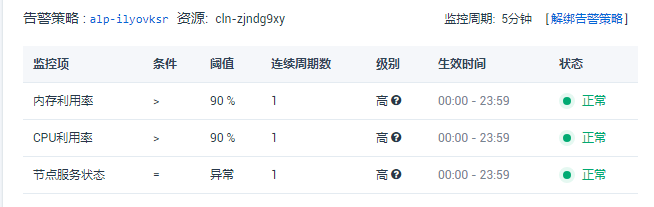 告警策略 : alp-ilyovksr 资源: cln-zjndg9xy 监控周期: 5分钟 [解绑告警策略]
监控项 条件 阈值 连续周期数 级别 生效时间 状态
内存利用率 > 90 % 1 高 ? 00:00 - 23:59 正常
CPU利用率 > 90 % 1 高 ? 00:00 - 23:59 正常
节点服务状态 = 异常 1 高 ? 00:00 - 23:59 正常